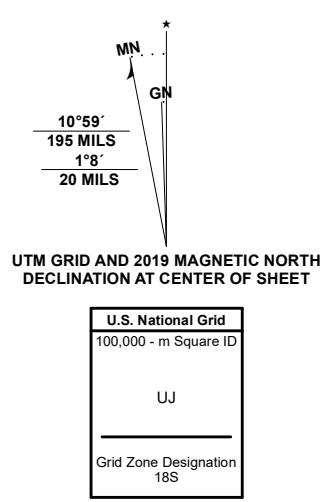 MN
GN
10°59´
195 MILS
1°8´
20 MILS
UTM GRID AND 2019 MAGNETIC NORTH
DECLINATION AT CENTER OF SHEET
U.S. National Grid
100,000 - m Square ID
UJ
Grid Zone Designation
18S